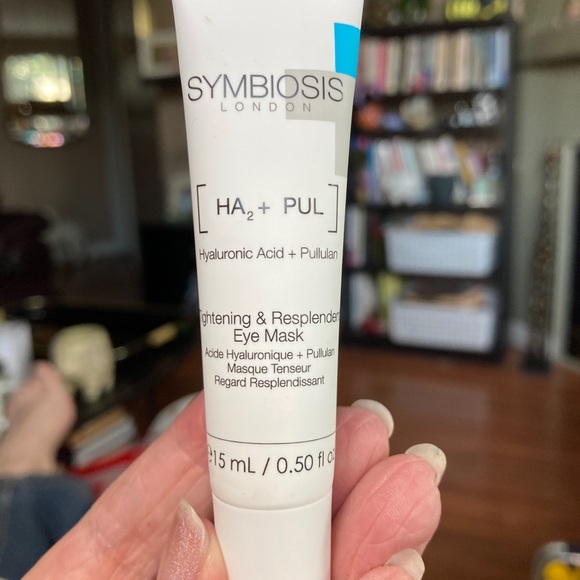 SYMBIOSIS
LONDON
[ HA₂ + PUL ]
Hyaluronic Acid + Pullulan
ightening & Resplenden
Eye Mask
Acide Hyaluronique + Pullulan
Masque Tenseur
Regard Resplendissant
℮15 mL / 0.50 fl oz